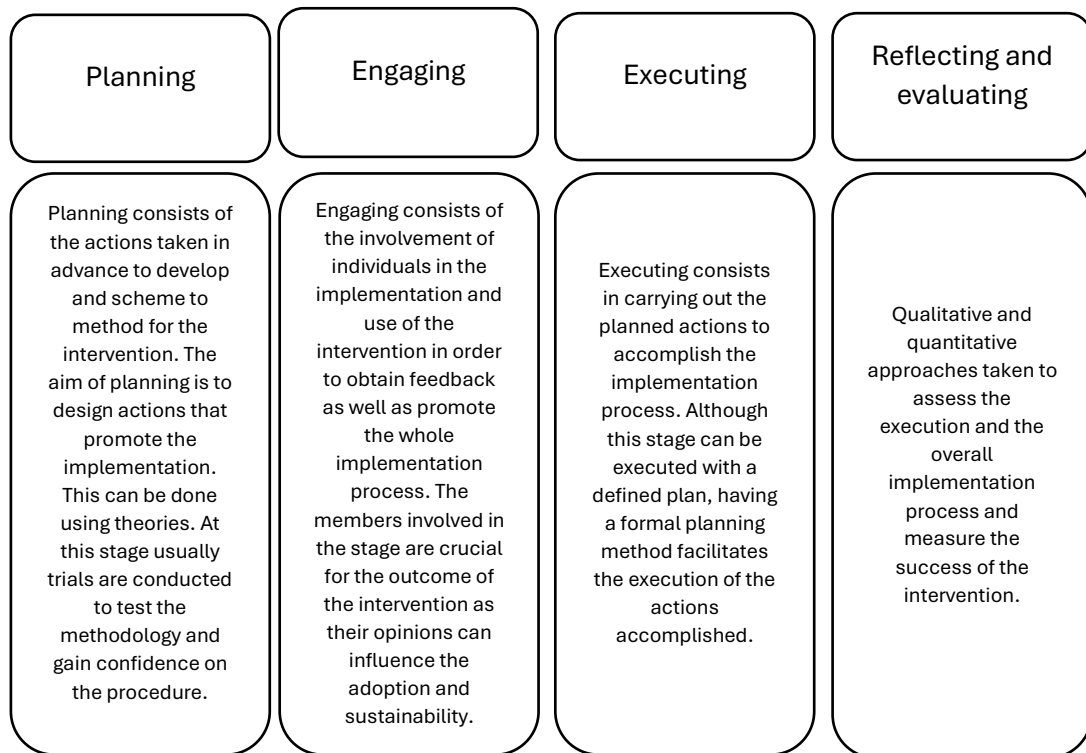 Planning
Engaging
Executing
Reflecting and
evaluating
Planning consists of
the actions taken in
advance to develop
and scheme to
method for the
intervention. The
aim of planning is to
design actions that
promote the
implementation.
This can be done
using theories. At
this stage usually
trials are conducted
to test the
methodology and
gain confidence on
the procedure.
Engaging consists of
the involvement of
individuals in the
implementation and
use of the
intervention in order
to obtain feedback
as well as promote
the whole
implementation
process. The
members involved in
the stage are crucial
for the outcome of
the intervention as
their opinions can
influence the
adoption and
sustainability.
Executing consists
in carrying out the
planned actions to
accomplish the
implementation
process. Although
this stage can be
executed with a
defined plan, having
a formal planning
method facilitates
the execution of the
actions
accomplished.
Qualitative and
quantitative
approaches taken to
assess the
execution and the
overall
implementation
process and
measure the
success of the
intervention.